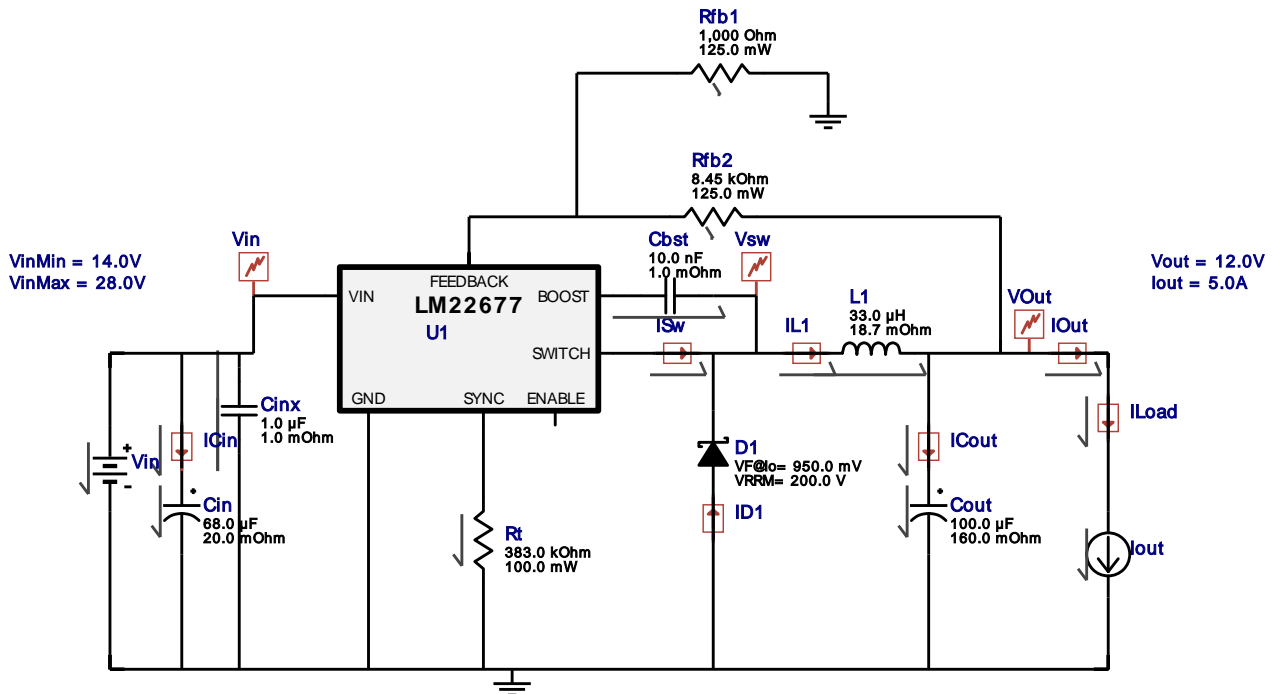 Rfb1
1,000 Ohm
125.0 mW
Rfb2
8.45 kOhm
125.0 mW
Cbst
10.0 nF
1.0 mOhm
Vsw
Vin
VinMin = 14.0V
VinMax = 28.0V
Vout = 12.0V
Iout = 5.0A
FEEDBACK
VIN
LM22677
BOOST
U1
SWITCH
GND
SYNC
ENABLE
ISw
IL1
L1
33.0 µH
18.7 mOhm
VOut
IOut
Cinx
1.0 µF
1.0 mOhm
ICin
Vin
+
-
Cin
68.0 µF
20.0 mOhm
Rt
383.0 kOhm
100.0 mW
D1
VF@Io= 950.0 mV
VRRM= 200.0 V
ID1
ICout
Cout
100.0 µF
160.0 mOhm
ILoad
Iout